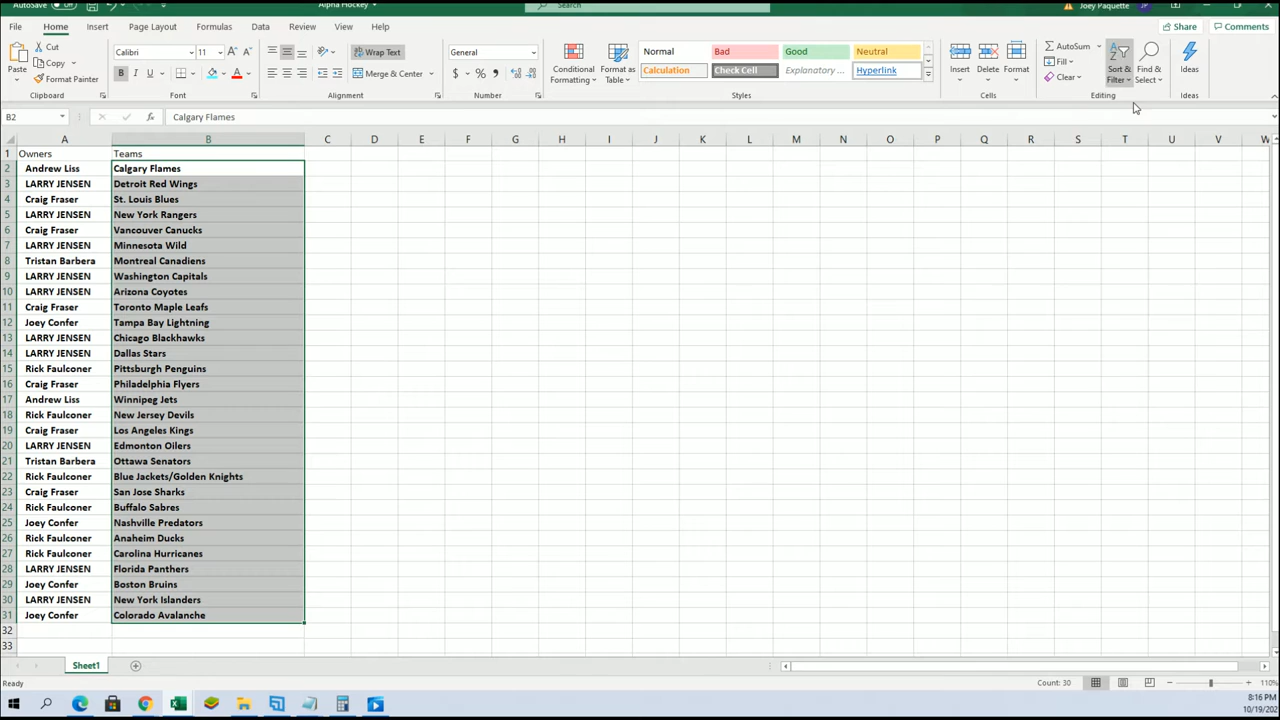 AutoSave Off Alpha Hockey Search Joey Paquette JP
File Home Insert Page Layout Formulas Data Review View Help Share Comments
Paste Cut Copy Format Painter Clipboard
Calibri 11 B I U A A Font
Wrap Text Merge & Center Alignment
General $ % Number
Conditional Formatting Format as Table
Normal Bad Good Neutral
Calculation Check Cell Explanatory ... Hyperlink
Styles
Insert Delete Format Cells
AutoSum Fill Clear Sort & Filter Find & Select Editing
Ideas Ideas
B2 fx Calgary Flames
A B C D E F G H I J K L M N O P Q R S T U V W
1 Owners Teams
2 Andrew Liss Calgary Flames
3 LARRY JENSEN Detroit Red Wings
4 Craig Fraser St. Louis Blues
5 LARRY JENSEN New York Rangers
6 Craig Fraser Vancouver Canucks
7 LARRY JENSEN Minnesota Wild
8 Tristan Barbera Montreal Canadiens
9 LARRY JENSEN Washington Capitals
10 LARRY JENSEN Arizona Coyotes
11 Craig Fraser Toronto Maple Leafs
12 Joey Confer Tampa Bay Lightning
13 LARRY JENSEN Chicago Blackhawks
14 LARRY JENSEN Dallas Stars
15 Rick Faulconer Pittsburgh Penguins
16 Craig Fraser Philadelphia Flyers
17 Andrew Liss Winnipeg Jets
18 Rick Faulconer New Jersey Devils
19 Craig Fraser Los Angeles Kings
20 LARRY JENSEN Edmonton Oilers
21 Tristan Barbera Ottawa Senators
22 Rick Faulconer Blue Jackets/Golden Knights
23 Craig Fraser San Jose Sharks
24 Rick Faulconer Buffalo Sabres
25 Joey Confer Nashville Predators
26 Rick Faulconer Anaheim Ducks
27 Rick Faulconer Carolina Hurricanes
28 LARRY JENSEN Florida Panthers
29 Joey Confer Boston Bruins
30 LARRY JENSEN New York Islanders
31 Joey Confer Colorado Avalanche
32
33
Sheet1
Ready Count: 30 110%
8:16 PM
10/19/202